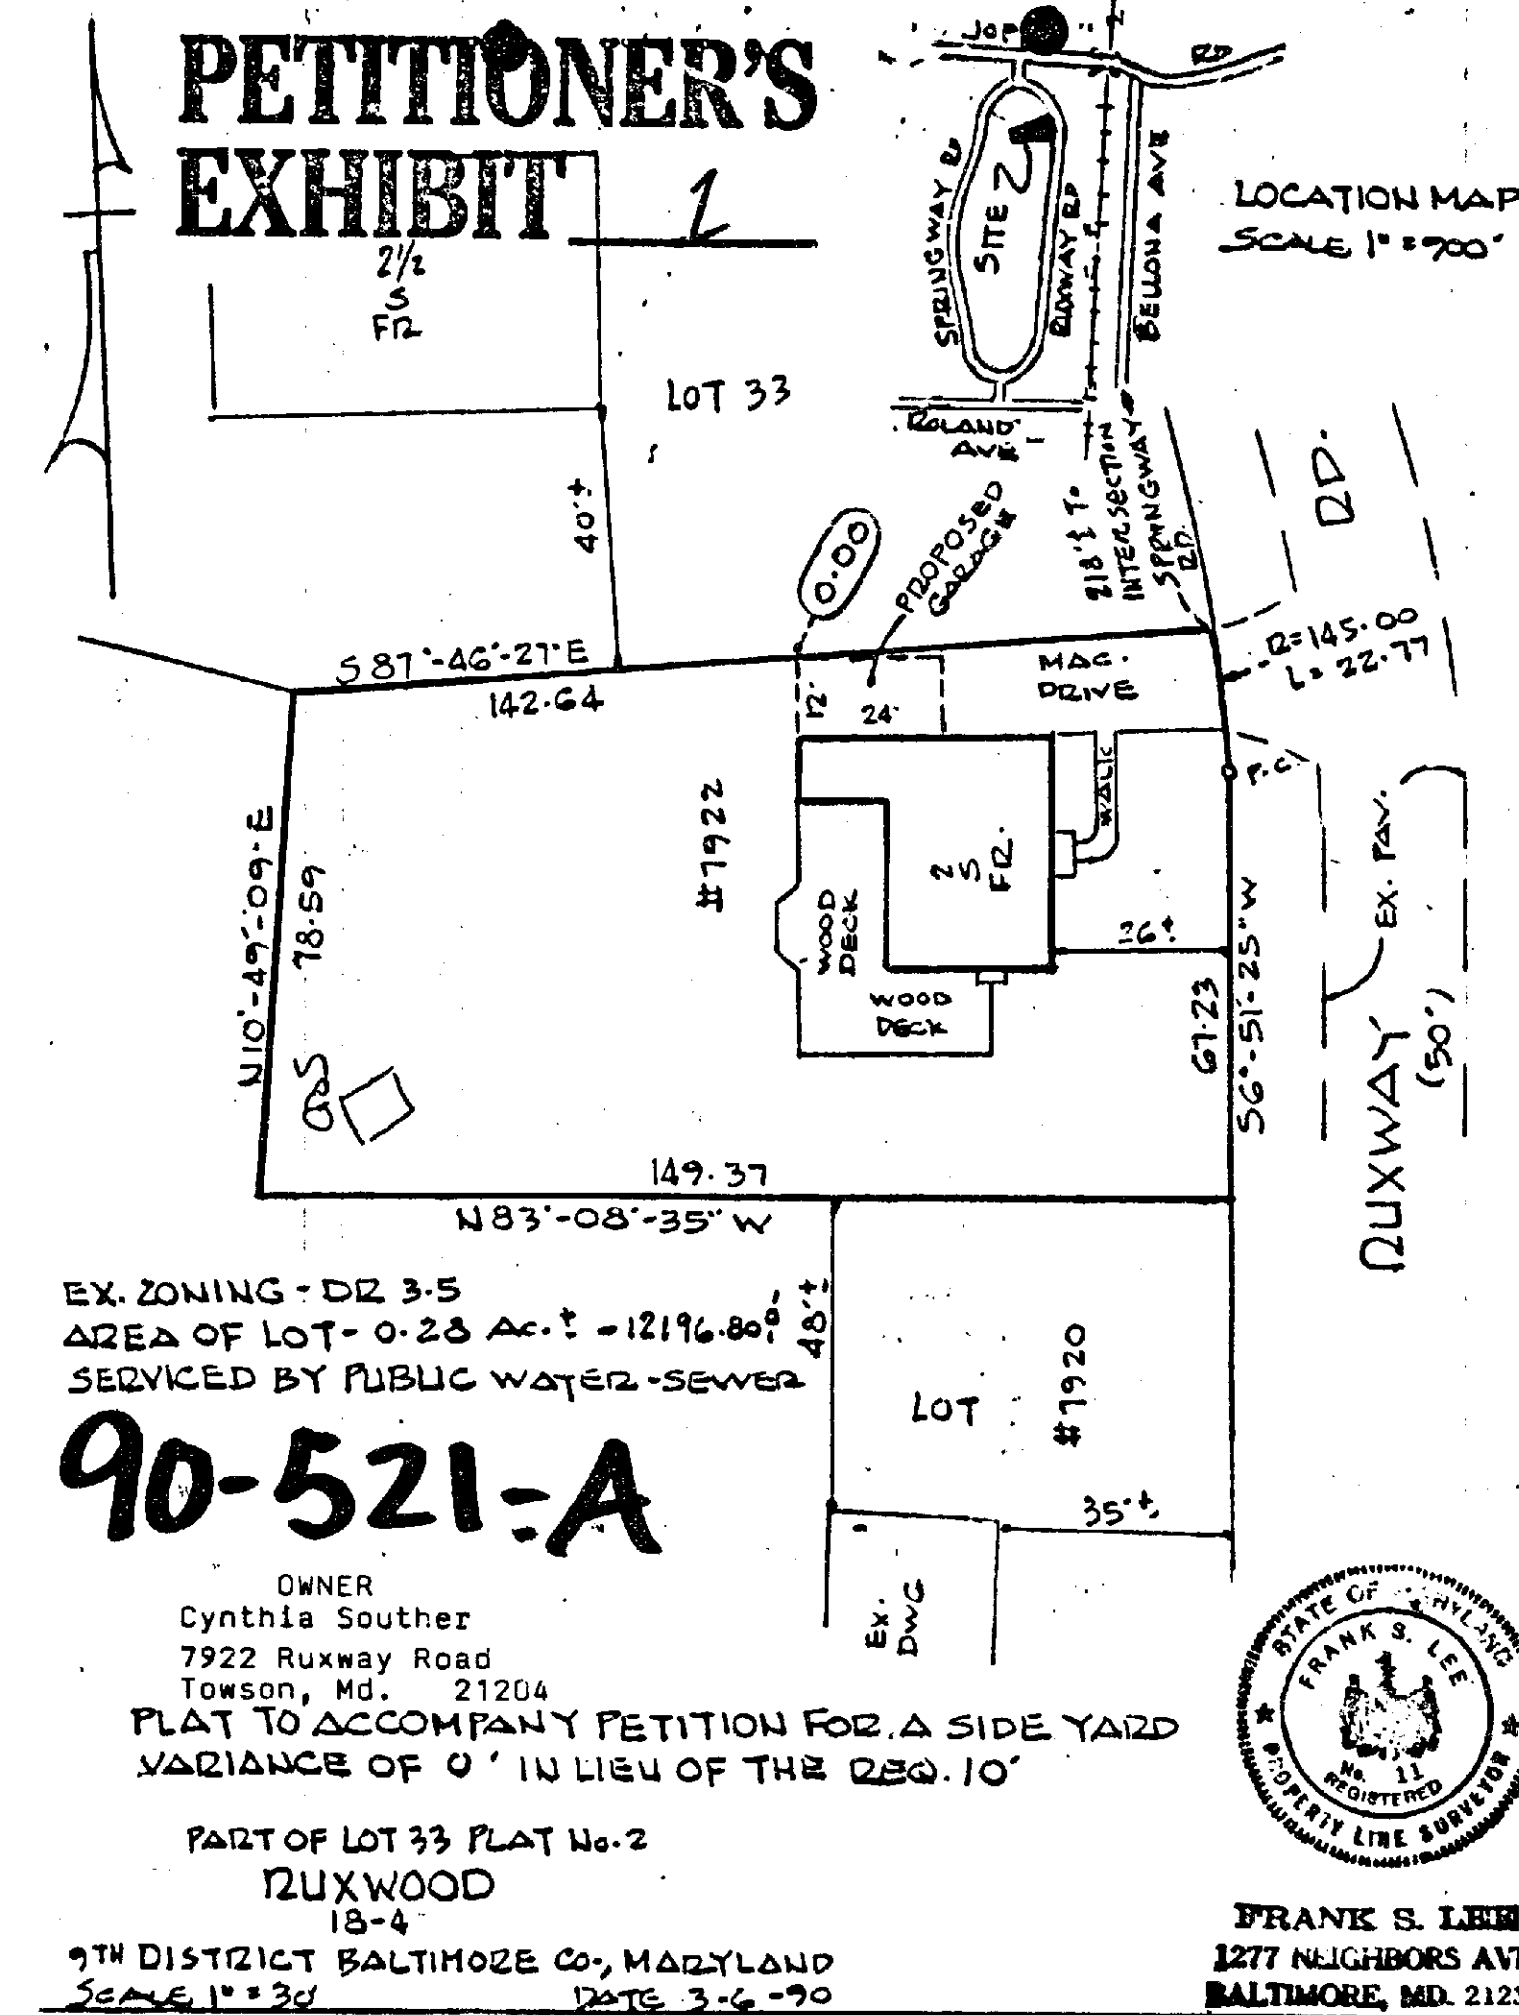 PETITIONER'S
EXHIBIT 1
RD
SPRINGWAY RD
SITE
RUXWAY RD
BELLONA AVE
ROLAND
AVE
LOCATION MAP
SCALE 1" = 900'
2½
S
FR
LOT 33
40'±
0.00
PROPOSED
GARAGE
218'± TO
INTERSECTION
SPRINGWAY
RD.
RD.
R=145.00
L=22.77
S 87°-46'-27" E
142.64
12'
24'
MAC.
DRIVE
WALK
P.C.
#7922
2
S
FR.
WOOD
DECK
WOOD
DECK
26'±
EX. PAV.
N10°-49'-09" E
78.59
67.23
S6°-51'-25" W
RUXWAY
(50')
149.37
N83°-08'-35" W
EX. ZONING - DR 3.5
AREA OF LOT - 0.28 AC.± - 12196.80
SERVICED BY PUBLIC WATER - SEWER
48'±
LOT
#7920
35'±
EX.
DWG
90-521-A
OWNER
Cynthia Souther
7922 Ruxway Road
Towson, Md. 21204
PLAT TO ACCOMPANY PETITION FOR A SIDE YARD
VARIANCE OF 0' IN LIEU OF THE REQ. 10'
PART OF LOT 33 PLAT No. 2
RUXWOOD
18-4
9TH DISTRICT BALTIMORE CO., MARYLAND
SCALE 1" = 30'
DATE 3-6-90
STATE OF MARYLAND
FRANK S. LEE
No. 11
REGISTERED
PROPERTY LINE SURVEYOR
FRANK S. LEE
1277 NEIGHBORS AVE
BALTIMORE, MD. 2123